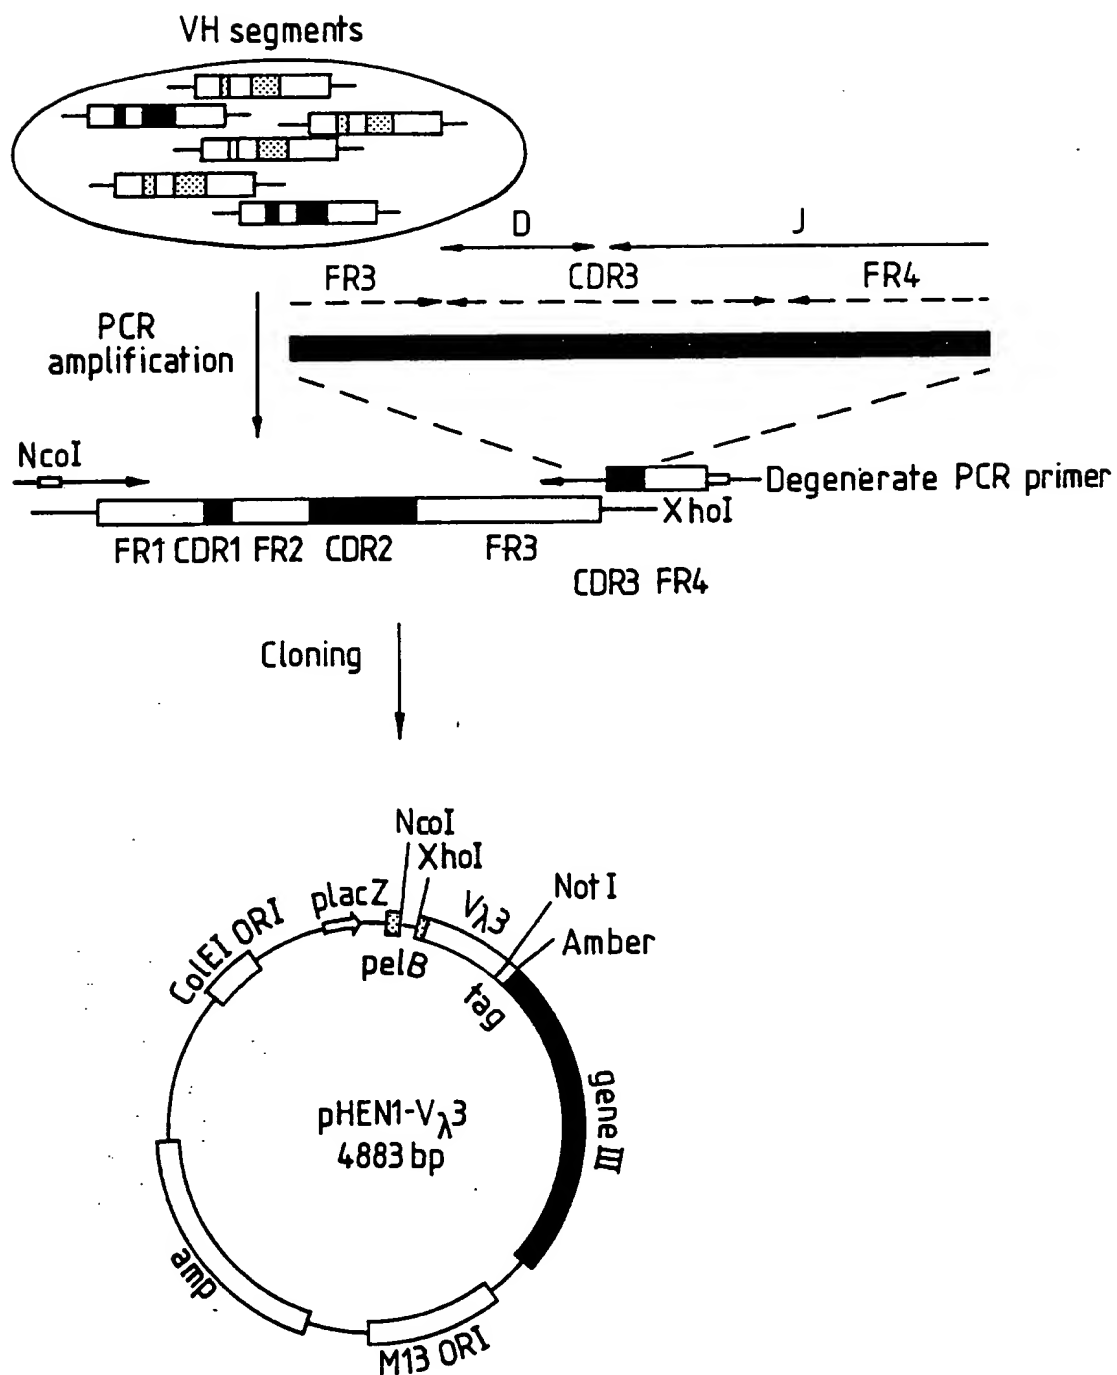 VH segments
D J
FR3 CDR3 FR4
PCR
amplification
NcoI
Degenerate PCR primer
XhoI
FR1 CDR1 FR2 CDR2 FR3
CDR3 FR4
Cloning
NcoI
XhoI
placZ
Vλ3
Not I
Amber
ColEI ORI
pelB
tag
gene III
pHEN1-Vλ3
4883 bp
amp
M13 ORI